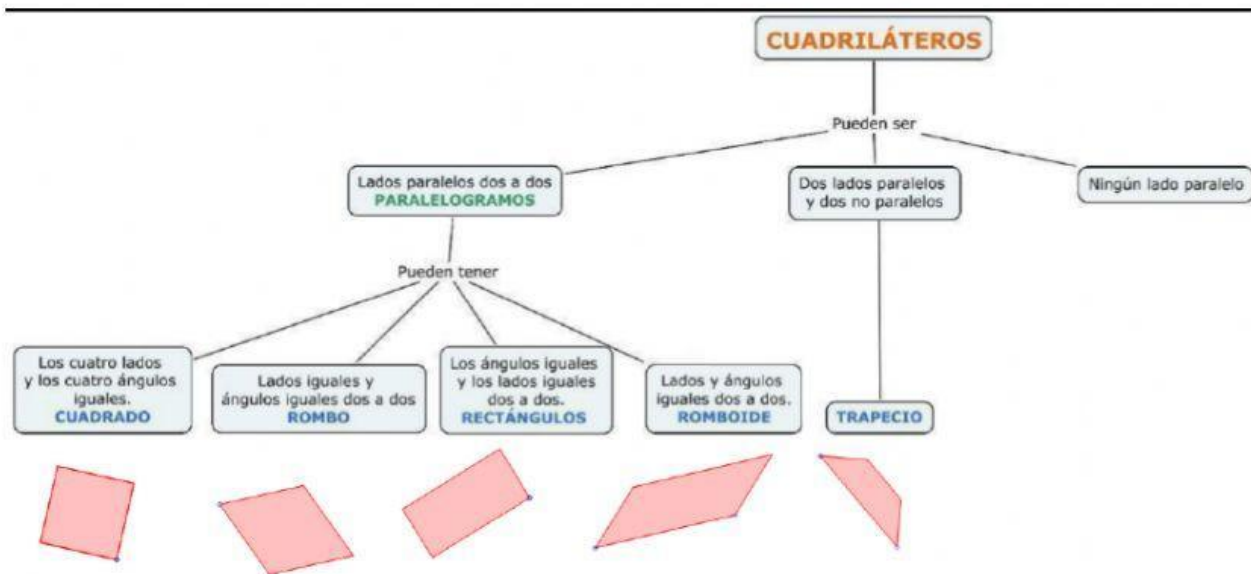 CUADRILÁTEROS
Pueden ser
Lados paralelos dos a dos
PARALELOGRAMOS
Dos lados paralelos
y dos no paralelos
Ningún lado paralelo
Pueden tener
Los cuatro lados
y los cuatro ángulos
iguales.
CUADRADO
Lados iguales y
ángulos iguales dos a dos
ROMBO
Los ángulos iguales
y los lados iguales
dos a dos.
RECTÁNGULOS
Lados y ángulos
iguales dos a dos.
ROMBOIDE
TRAPECIO